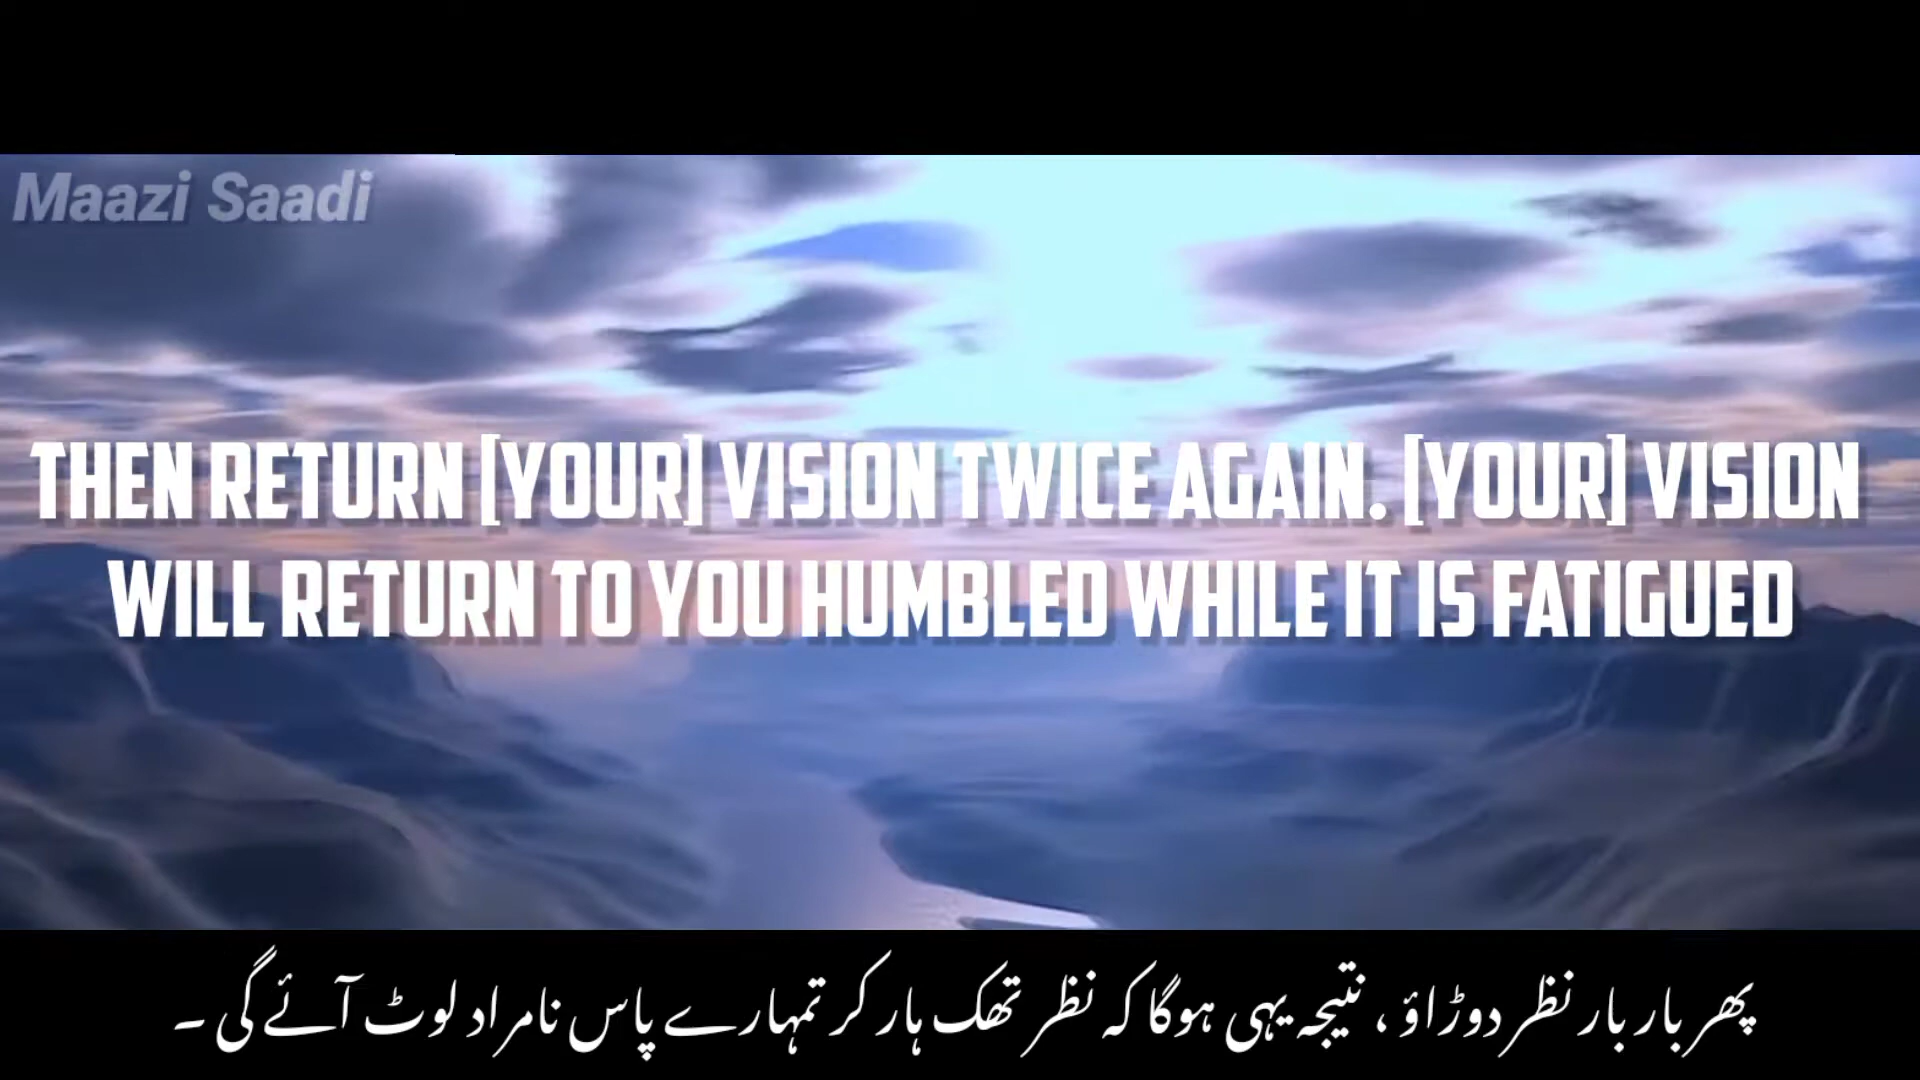 Maazi Saadi
THEN RETURN [YOUR] VISION TWICE AGAIN. [YOUR] VISION
WILL RETURN TO YOU HUMBLED WHILE IT IS FATIGUED
پھر بار بار نظر دوڑاؤ ، نتیجہ یہی ہوگا کہ نظر تھک ہار کر تمہارے پاس نامراد لوٹ آئے گی ۔